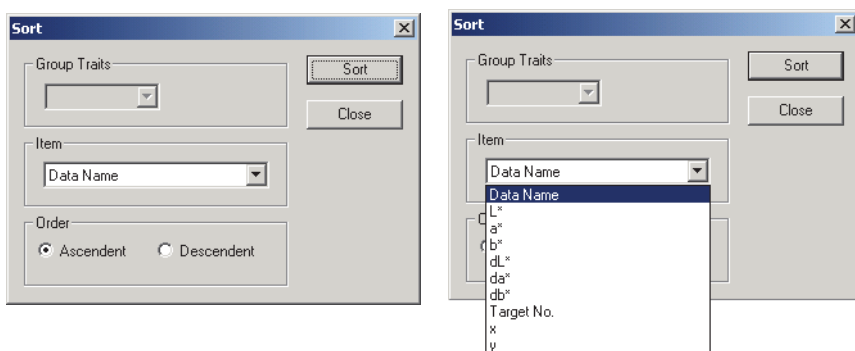 Sort
Group Traits
Sort
Close
Item
Data Name
Order
Ascendent Descendent
Sort
Group Traits
Sort
Close
Item
Data Name
Data Name
L*
a*
b*
dL*
da*
db*
Target No.
x
y